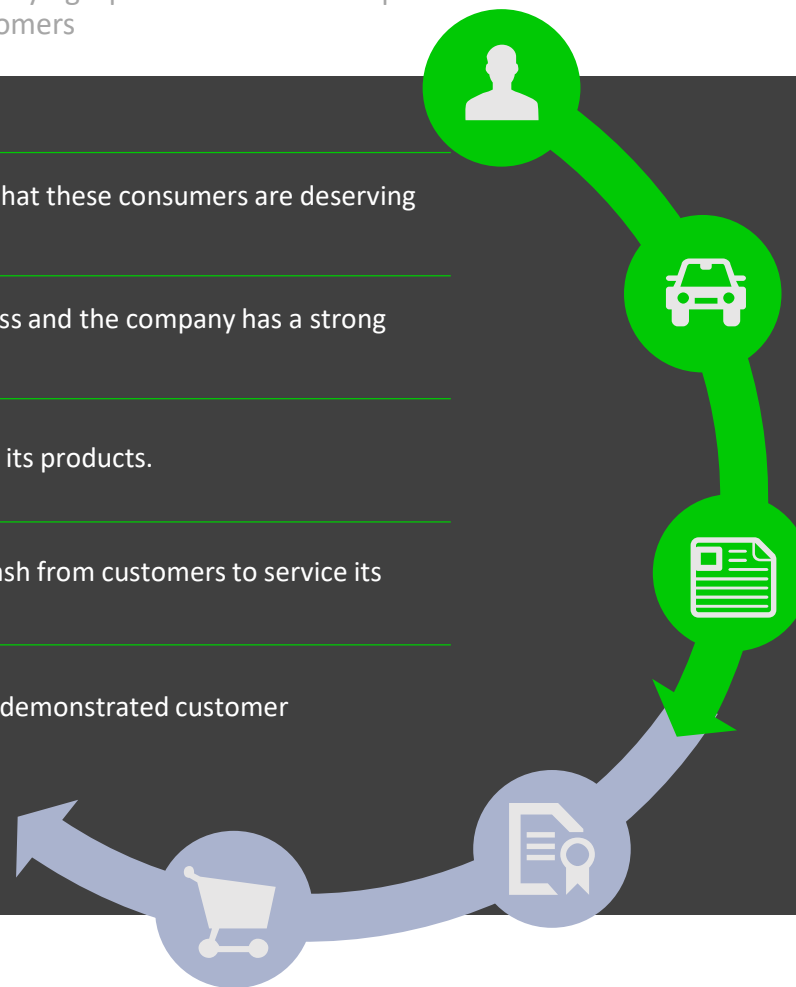 omers
hat these consumers are deserving
ss and the company has a strong
its products.
ash from customers to service its
demonstrated customer